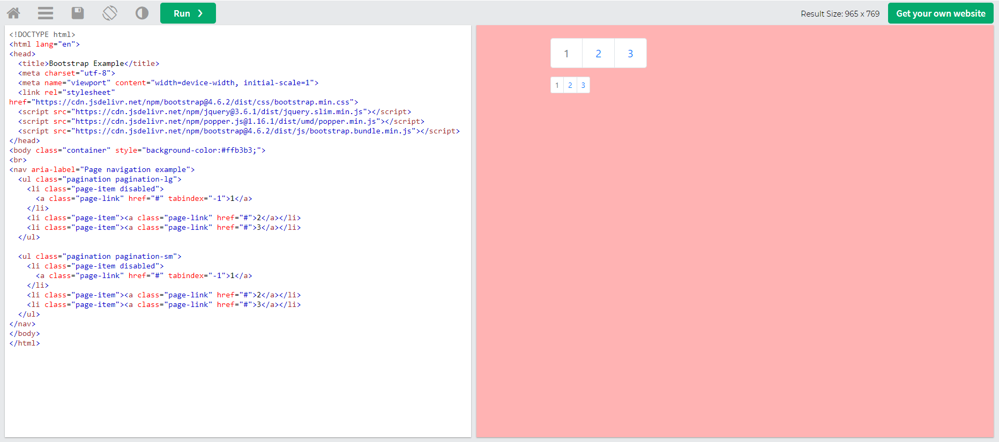 Run ❯
Result Size: 965 x 769
Get your own website
<!DOCTYPE html>
<html lang="en">
<head>
  <title>Bootstrap Example</title>
  <meta charset="utf-8">
  <meta name="viewport" content="width=device-width, initial-scale=1">
  <link rel="stylesheet"
href="https://cdn.jsdelivr.net/npm/bootstrap@4.6.2/dist/css/bootstrap.min.css">
  <script src="https://cdn.jsdelivr.net/npm/jquery@3.6.1/dist/jquery.slim.min.js"></script>
  <script src="https://cdn.jsdelivr.net/npm/popper.js@1.16.1/dist/umd/popper.min.js"></script>
  <script src="https://cdn.jsdelivr.net/npm/bootstrap@4.6.2/dist/js/bootstrap.bundle.min.js"></script>
</head>
<body class="container" style="background-color:#ffb3b3;">
<br>
<nav aria-label="Page navigation example">
  <ul class="pagination pagination-lg">
    <li class="page-item disabled">
      <a class="page-link" href="#" tabindex="-1">1</a>
    </li>
    <li class="page-item"><a class="page-link" href="#">2</a></li>
    <li class="page-item"><a class="page-link" href="#">3</a></li>
  </ul>

  <ul class="pagination pagination-sm">
    <li class="page-item disabled">
      <a class="page-link" href="#" tabindex="-1">1</a>
    </li>
    <li class="page-item"><a class="page-link" href="#">2</a></li>
    <li class="page-item"><a class="page-link" href="#">3</a></li>
  </ul>
</nav>
</body>
</html>
1 2 3
1 2 3